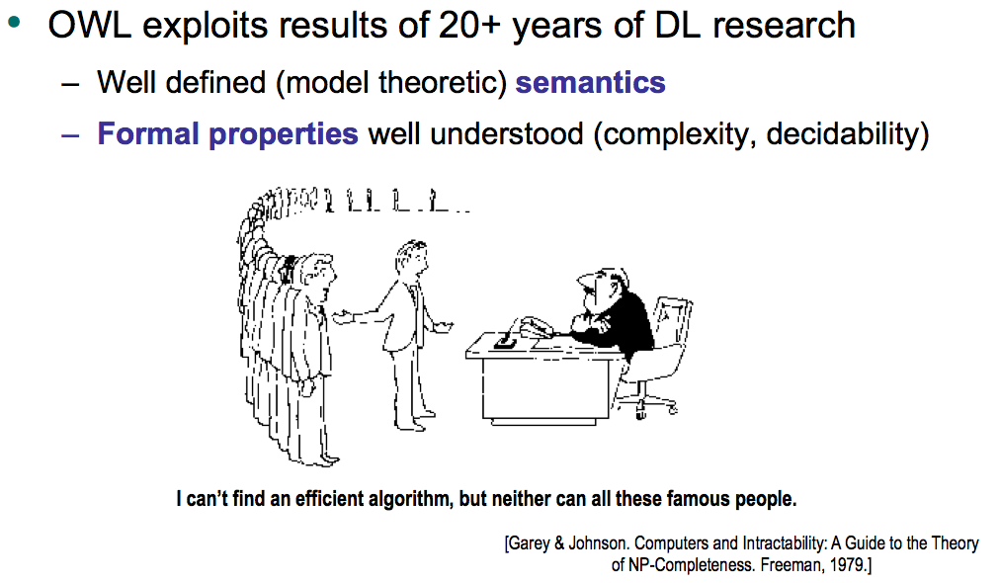 • OWL exploits results of 20+ years of DL research
– Well defined (model theoretic) semantics
– Formal properties well understood (complexity, decidability)
I can't find an efficient algorithm, but neither can all these famous people.
[Garey & Johnson. Computers and Intractability: A Guide to the Theory
of NP-Completeness. Freeman, 1979.]